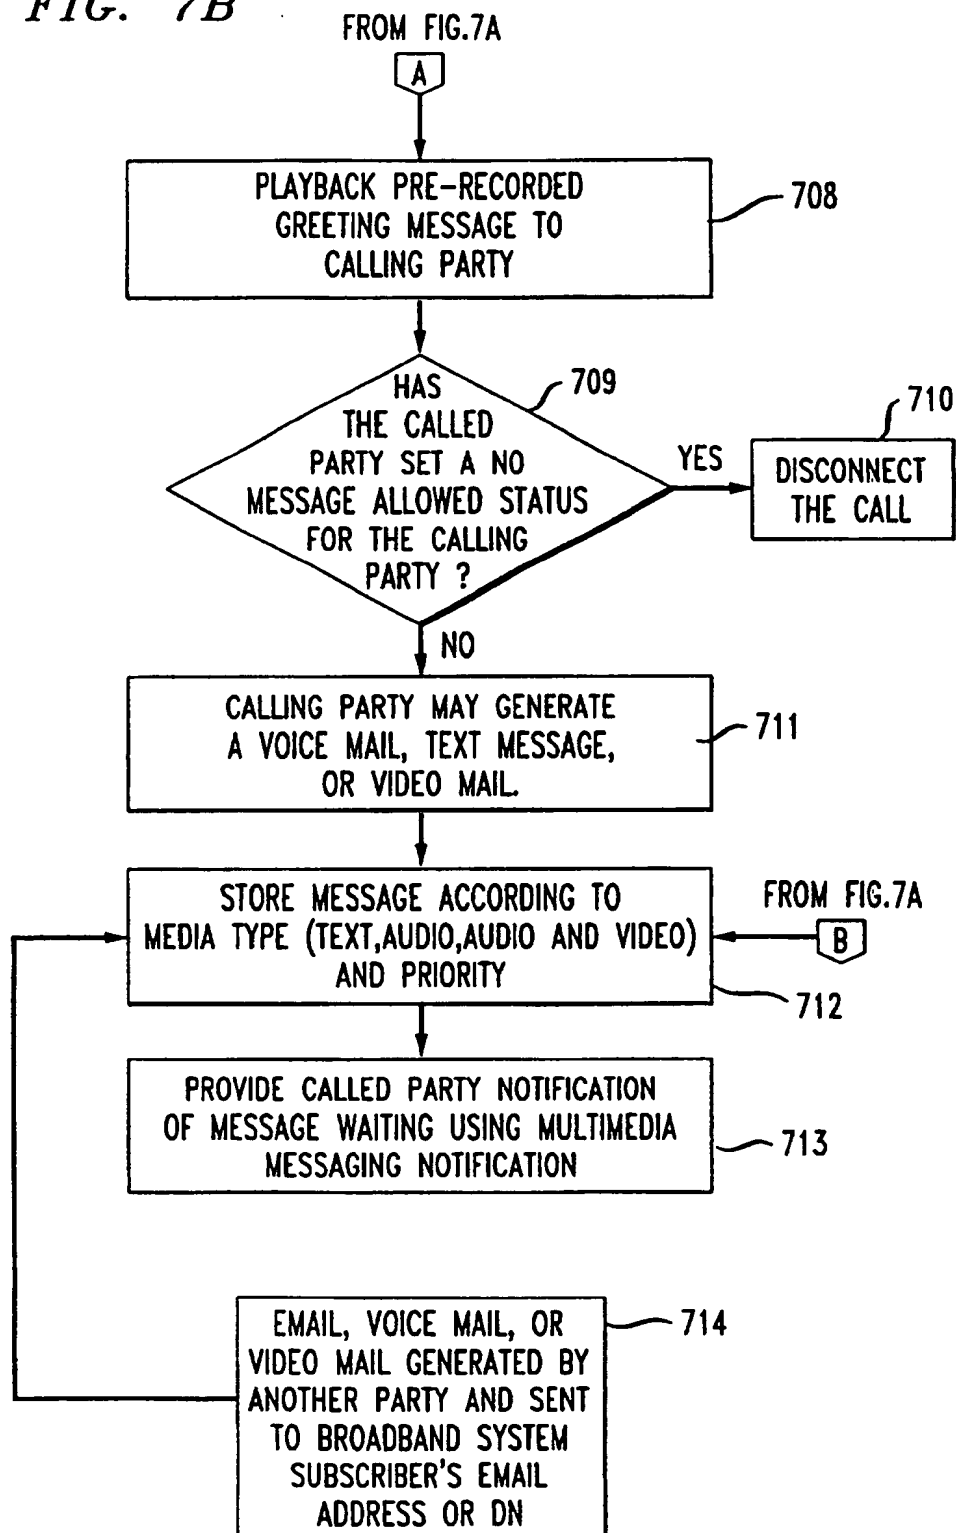 FIG. 7B
FROM FIG.7A
A
PLAYBACK PRE-RECORDED
GREETING MESSAGE TO
CALLING PARTY
708
HAS
THE CALLED
PARTY SET A NO
MESSAGE ALLOWED STATUS
FOR THE CALLING
PARTY ?
709
YES
710
DISCONNECT
THE CALL
NO
CALLING PARTY MAY GENERATE
A VOICE MAIL, TEXT MESSAGE,
OR VIDEO MAIL.
711
STORE MESSAGE ACCORDING TO
MEDIA TYPE (TEXT,AUDIO,AUDIO AND VIDEO)
AND PRIORITY
FROM FIG.7A
B
712
PROVIDE CALLED PARTY NOTIFICATION
OF MESSAGE WAITING USING MULTIMEDIA
MESSAGING NOTIFICATION
713
EMAIL, VOICE MAIL, OR
VIDEO MAIL GENERATED BY
ANOTHER PARTY AND SENT
TO BROADBAND SYSTEM
SUBSCRIBER'S EMAIL
ADDRESS OR DN
714